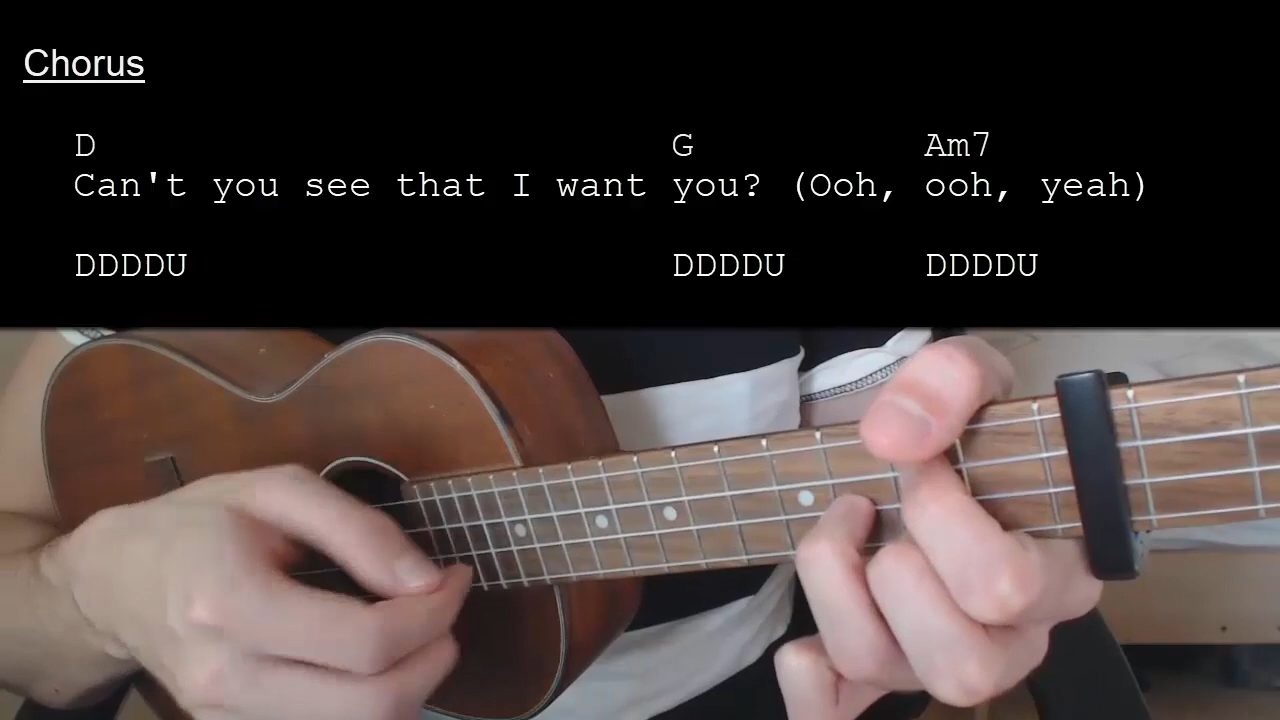 Chorus
D G Am7
Can't you see that I want you? (Ooh, ooh, yeah)
DDDDU DDDDU DDDDU